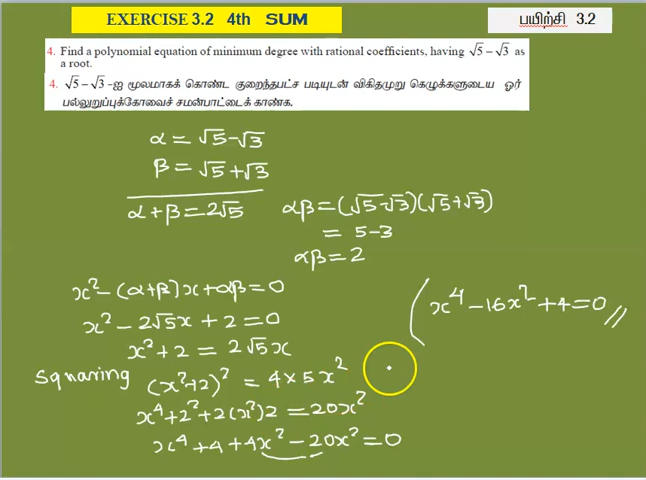 EXERCISE 3.2 4th SUM
பயிற்சி 3.2
4. Find a polynomial equation of minimum degree with rational coefficients, having √5 − √3 as
a root.
4. √5 − √3 -ஐ மூலமாகக் கொண்ட குறைந்தபட்ச படியுடன் விகிதமுறு கெழுக்களுடைய ஓர்
பல்லுறுப்புக்கோவைச் சமன்பாட்டைக் காண்க.
α = √5 − √3
β = √5 + √3
α + β = 2√5
αβ = (√5 − √3)(√5 + √3)
= 5 − 3
αβ = 2
x² − (α+β)x + αβ = 0
x² − 2√5x + 2 = 0
x² + 2 = 2√5x
Squaring (x²+2)² = 4 × 5x²
x⁴ + 2² + 2(x²)2 = 20x²
x⁴ + 4 + 4x² − 20x² = 0
x⁴ − 16x² + 4 = 0 //